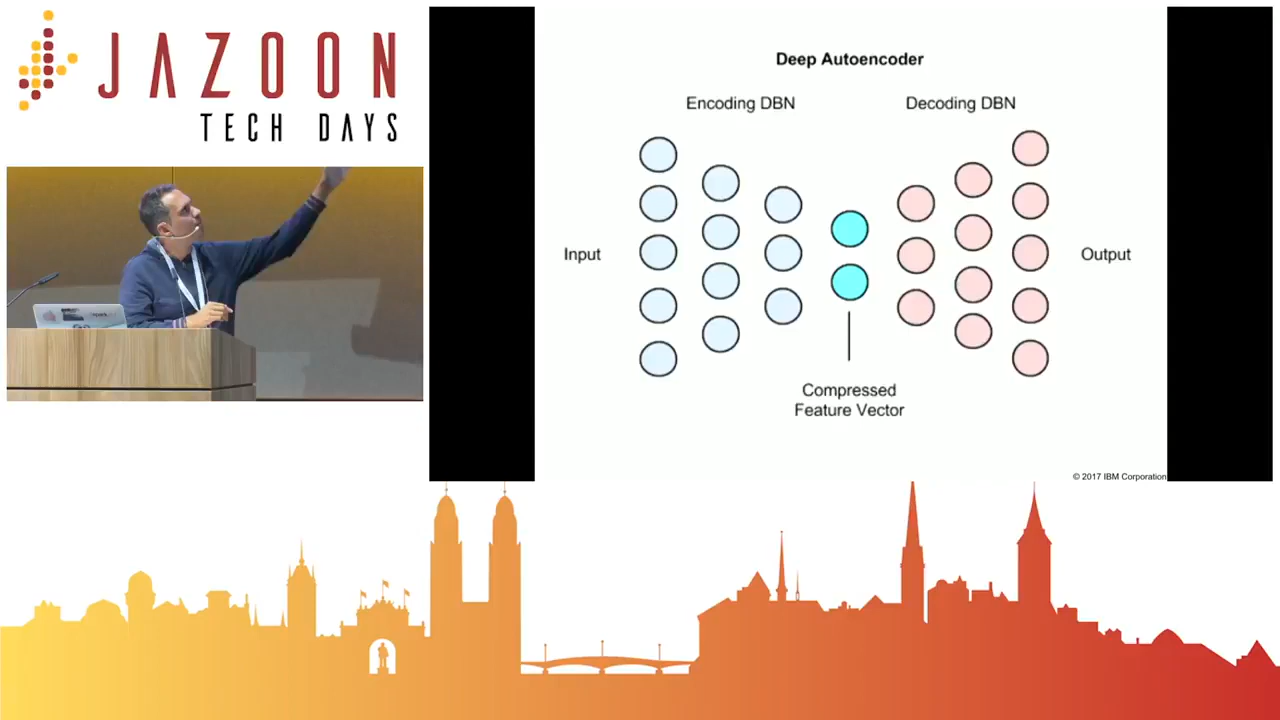 JAZOON
TECH DAYS
Deep Autoencoder
Encoding DBN
Decoding DBN
Input
Output
Compressed
Feature Vector
© 2017 IBM Corporation